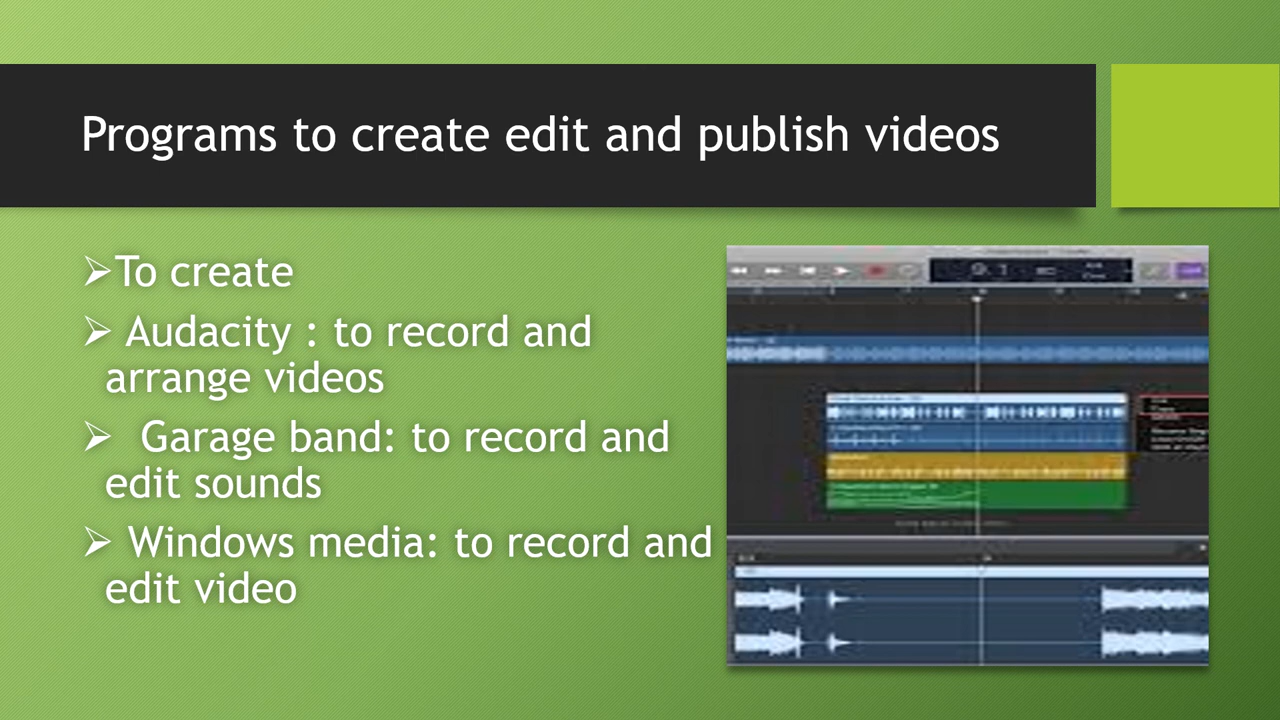 Programs to create edit and publish videos
➢To create
➢ Audacity : to record and
arrange videos
➢ Garage band: to record and
edit sounds
➢ Windows media: to record and
edit video